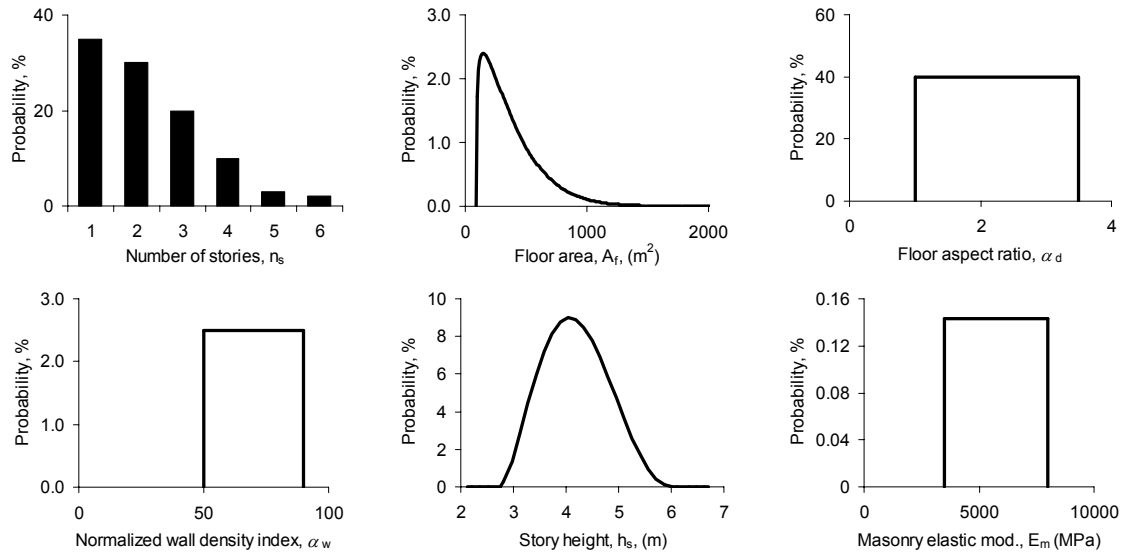 40
20
0
Probability, %
1 2 3 4 5 6
Number of stories, nₛ
3.0
2.0
1.0
0.0
Probability, %
0 1000 2000
Floor area, A_f, (m²)
60
40
20
0
Probability, %
0 2 4
Floor aspect ratio, α_d
3.0
2.0
1.0
0.0
Probability, %
0 50 100
Normalized wall density index, α_w
10
8
6
4
2
0
Probability, %
2 3 4 5 6 7
Story height, hₛ, (m)
0.16
0.12
0.08
0.04
0
Probability, %
0 5000 10000
Masonry elastic mod., Eₘ (MPa)